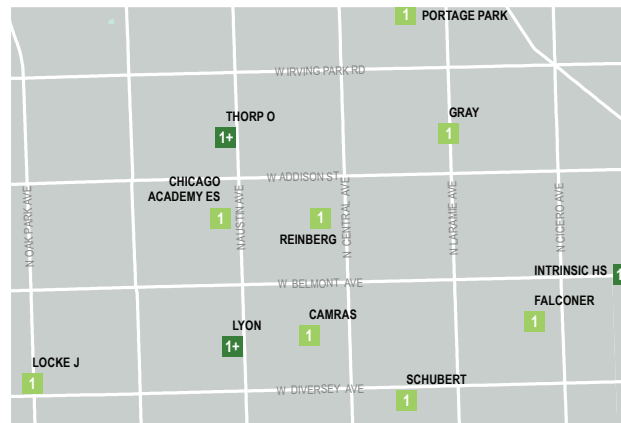 1 PORTAGE PARK
W IRVING PARK RD
THORP O
1+
GRAY
1
W ADDISON ST
CHICAGO
ACADEMY ES
1
1
REINBERG
N OAK PARK AVE
N AUSTIN AVE
N CENTRAL AVE
N LARAMIE AVE
N CICERO AVE
INTRINSIC HS
W BELMONT AVE
FALCONER
1
CAMRAS
1
LYON
1+
LOCKE J
1
W DIVERSEY AVE
SCHUBERT
1